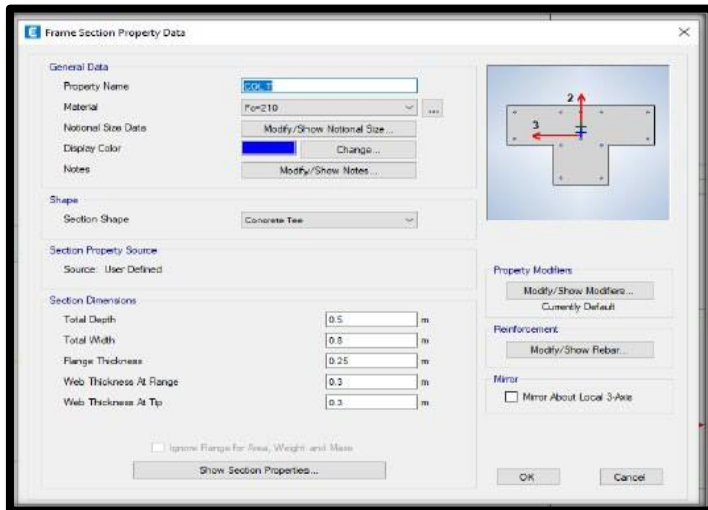 Frame Section Property Data
General Data
Property Name
COL T
Material
Fc=210
...
Notional Size Data
Modify/Show Notional Size...
Display Color
Change...
Notes
Modify/Show Notes...
2
3
Shape
Section Shape
Concrete Tee
Section Property Source
Source: User Defined
Property Modifiers
Modify/Show Modifiers...
Currently Default
Section Dimensions
Total Depth 0.5 m
Total Width 0.8 m
Flange Thickness 0.25 m
Web Thickness At Flange 0.3 m
Web Thickness At Tip 0.3 m
Reinforcement
Modify/Show Rebar...
Mirror
Mirror About Local 3-Axis
Ignore Flange for Area, Weight and Mass
Show Section Properties...
OK
Cancel